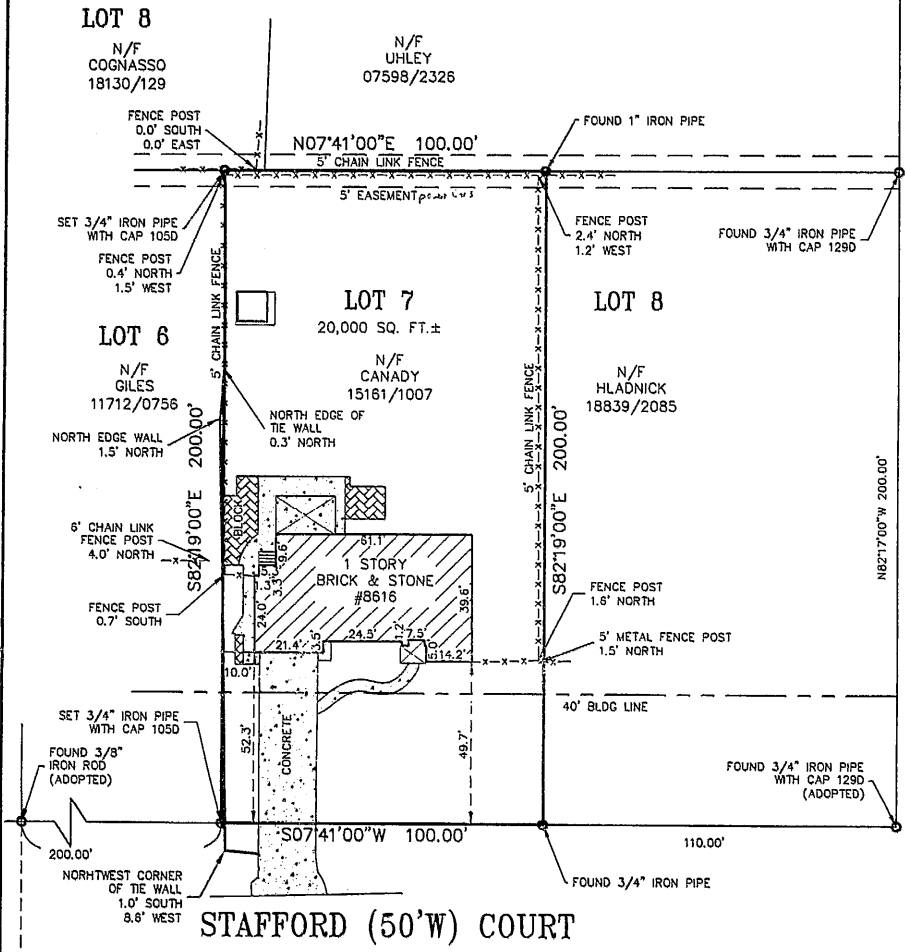 LOT 8
N/F
COGNASSO
18130/129
N/F
UHLEY
07598/2326
FENCE POST
0.0' SOUTH
0.0' EAST
N07°41'00"E 100.00'
5' CHAIN LINK FENCE
FOUND 1" IRON PIPE
5' EASEMENT
SET 3/4" IRON PIPE
WITH CAP 105D
FENCE POST
0.4' NORTH
1.5' WEST
FENCE POST
2.4' NORTH
1.2' WEST
FOUND 3/4" IRON PIPE
WITH CAP 129D
5' CHAIN LINK FENCE
LOT 7
20,000 SQ. FT.±
N/F
CANADY
15161/1007
LOT 8
N/F
HLADNICK
18839/2085
LOT 6
N/F
GILES
11712/0756
5' CHAIN LINK FENCE
NORTH EDGE OF
TIE WALL
0.3' NORTH
NORTH EDGE WALL
1.5' NORTH
S82°19'00"E 200.00'
S82°19'00"E 200.00'
N82°17'00"W 200.00'
BLOCK
6' CHAIN LINK
FENCE POST
4.0' NORTH
FENCE POST
0.7' SOUTH
61.1'
9.6'
1 STORY
BRICK & STONE
#8616
3.3'
24.0'
39.6'
21.4'
3.5'
24.5'
1.2'
7.5'
5.0'
14.2'
10.0'
FENCE POST
1.6' NORTH
5' METAL FENCE POST
1.5' NORTH
40' BLDG LINE
SET 3/4" IRON PIPE
WITH CAP 105D
FOUND 3/8"
IRON ROD
(ADOPTED)
52.3'
CONCRETE
49.7'
FOUND 3/4" IRON PIPE
WITH CAP 129D
(ADOPTED)
200.00'
S07°41'00"W 100.00'
110.00'
NORHTWEST CORNER
OF TIE WALL
1.0' SOUTH
8.6' WEST
FOUND 3/4" IRON PIPE
STAFFORD (50'W) COURT